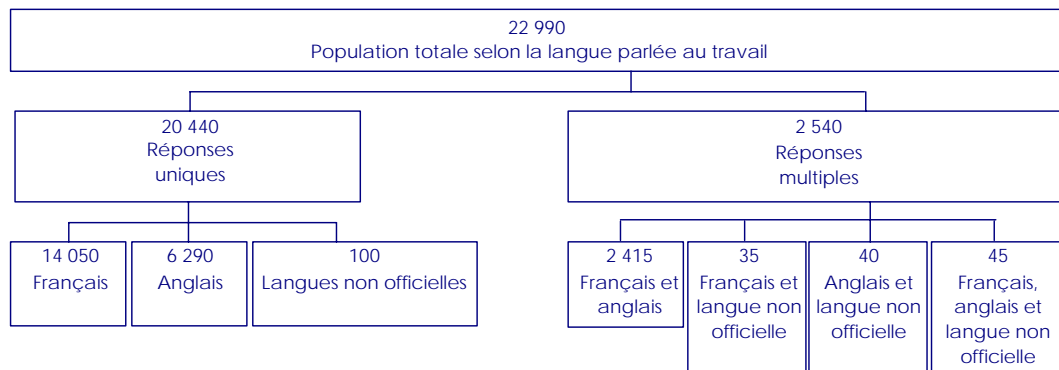 22 990
Population totale selon la langue parlée au travail
20 440
Réponses
uniques
2 540
Réponses
multiples
14 050
Français
6 290
Anglais
100
Langues non officielles
2 415
Français et
anglais
35
Français et
langue non
officielle
40
Anglais et
langue non
officielle
45
Français,
anglais et
langue non
officielle